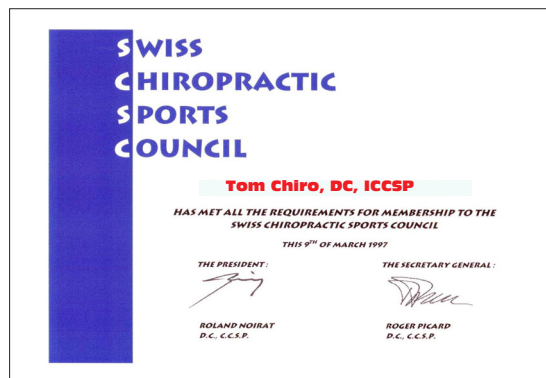 SWISS
CHIROPRACTIC
SPORTS
COUNCIL
Tom Chiro, DC, ICCSP
HAS MET ALL THE REQUIREMENTS FOR MEMBERSHIP TO THE
SWISS CHIROPRACTIC SPORTS COUNCIL
THIS 9TH OF MARCH 1997
THE PRESIDENT : THE SECRETARY GENERAL :
ROLAND NOIRAT ROGER PICARD
D.C., C.C.S.P. D.C., C.C.S.P.